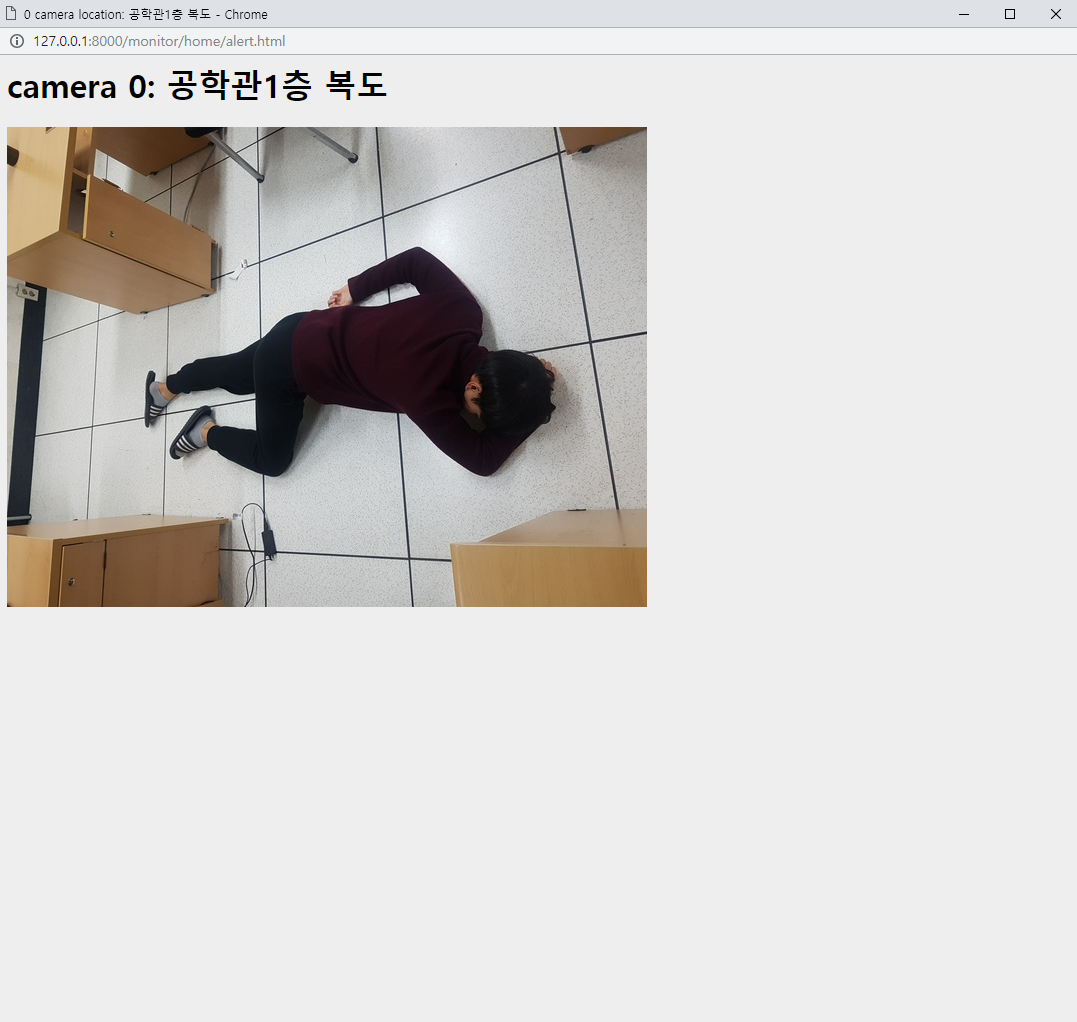 0 camera location: 공학관1층 복도 - Chrome
127.0.0.1:8000/monitor/home/alert.html
camera 0: 공학관1층 복도